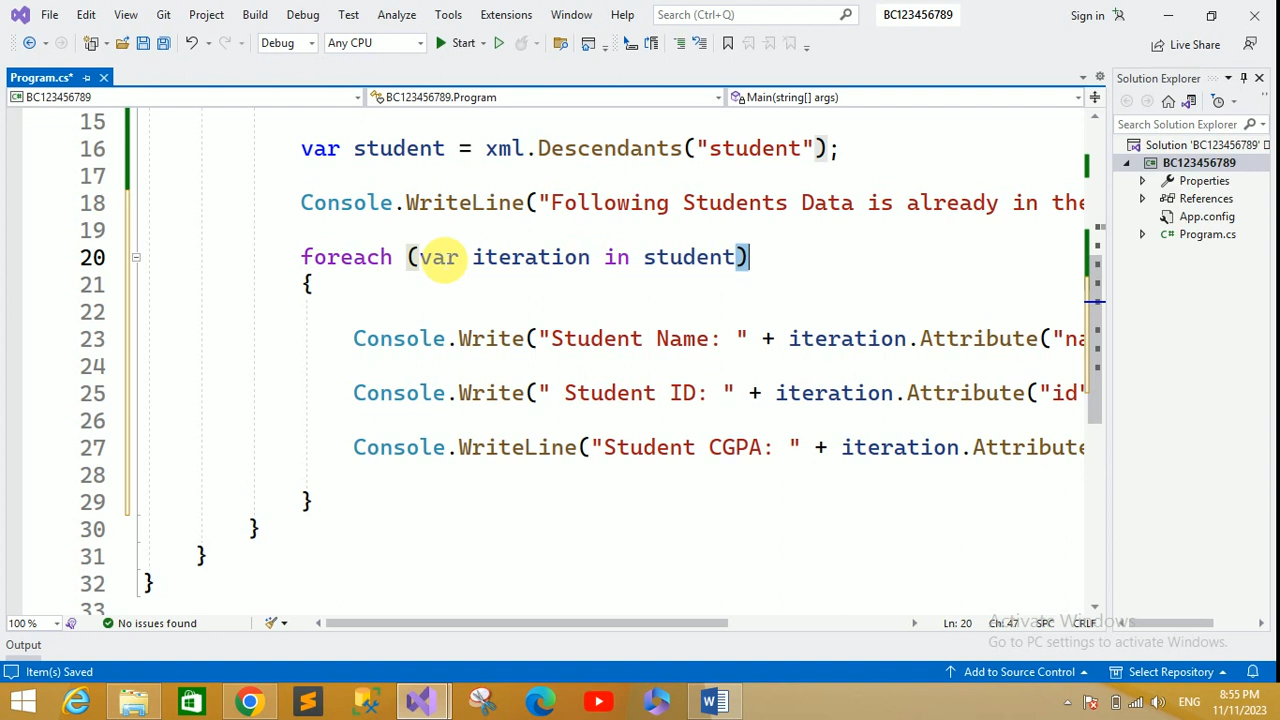 File Edit View Git Project Build Debug Test Analyze Tools Extensions Window Help Search (Ctrl+Q) BC123456789 Sign in
Debug Any CPU Start Live Share
Program.cs* Solution Explorer
BC123456789 BC123456789.Program Main(string[] args)
Search Solution Explorer
Solution 'BC123456789'
BC123456789
Properties
References
App.config
Program.cs
15
16 var student = xml.Descendants("student");
17
18 Console.WriteLine("Following Students Data is already in the
19
20 foreach (var iteration in student)
21 {
22
23 Console.Write("Student Name: " + iteration.Attribute("na
24
25 Console.Write(" Student ID: " + iteration.Attribute("id"
26
27 Console.WriteLine("Student CGPA: " + iteration.Attribute
28
29 }
30 }
31 }
32 }
33
Activate Windows
Go to PC settings to activate Windows.
100 % No issues found Ln: 20 Ch: 47 SPC CRLF
Output
Item(s) Saved Add to Source Control Select Repository
ENG 8:55 PM
11/11/2023